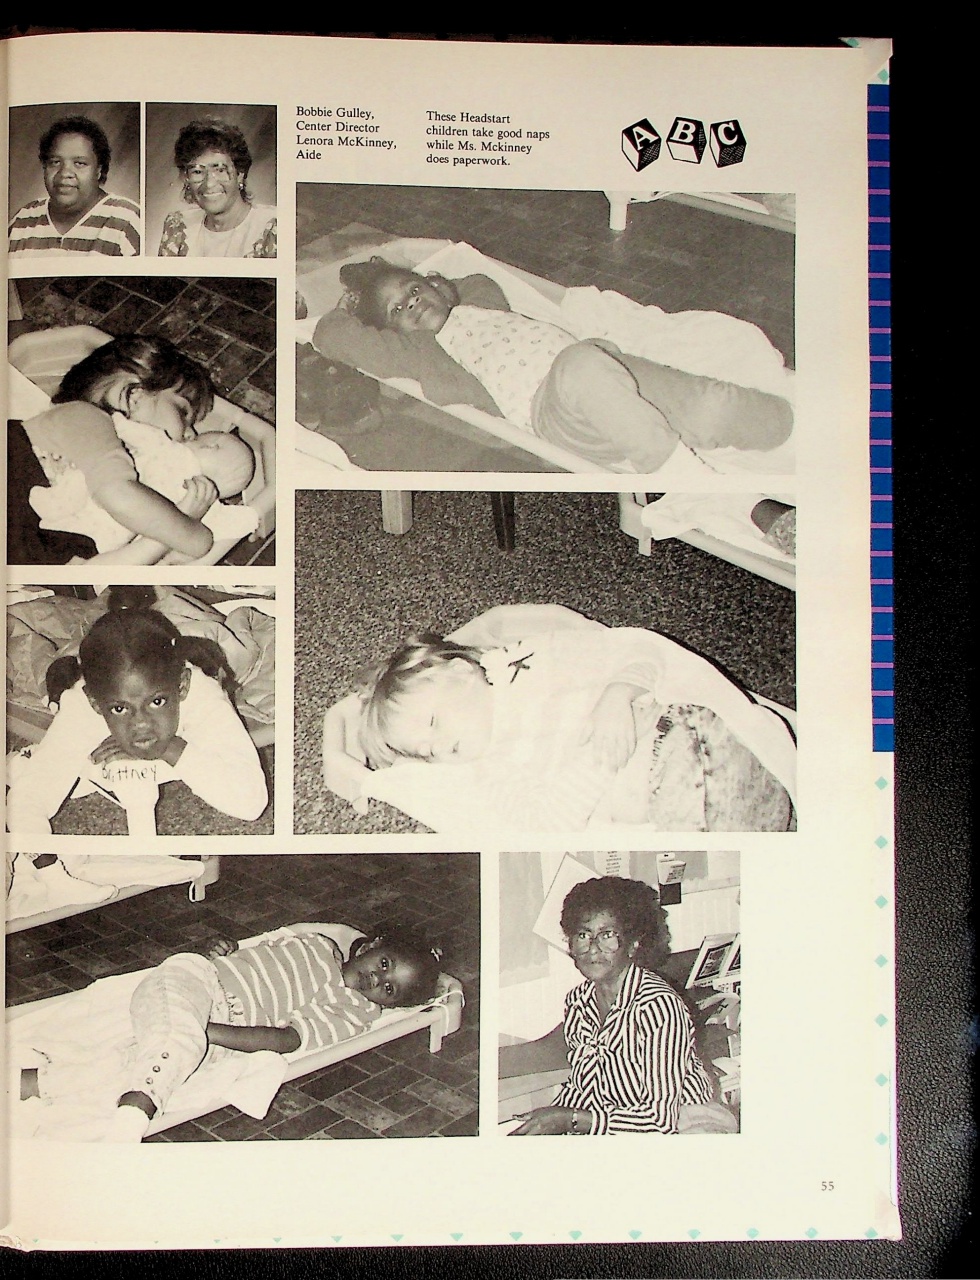 Bobbie Gulley,
Center Director
Lenora McKinney,
Aide
These Headstart
children take good naps
while Ms. Mckinney
does paperwork.
A B C
Brittney
55